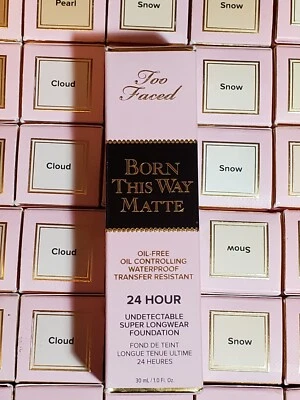 Pearl
Snow
Cloud
Snow
Cloud
Snow
Cloud
Snow
Cloud
Snow
Too
Faced
BORN
THIS WAY
MATTE
OIL-FREE
OIL CONTROLLING
WATERPROOF
TRANSFER RESISTANT
24 HOUR
UNDETECTABLE
SUPER LONGWEAR
FOUNDATION
FOND DE TEINT
LONGUE TENUE ULTIME
24 HEURES
30 mL / 1.0 Fl. Oz.